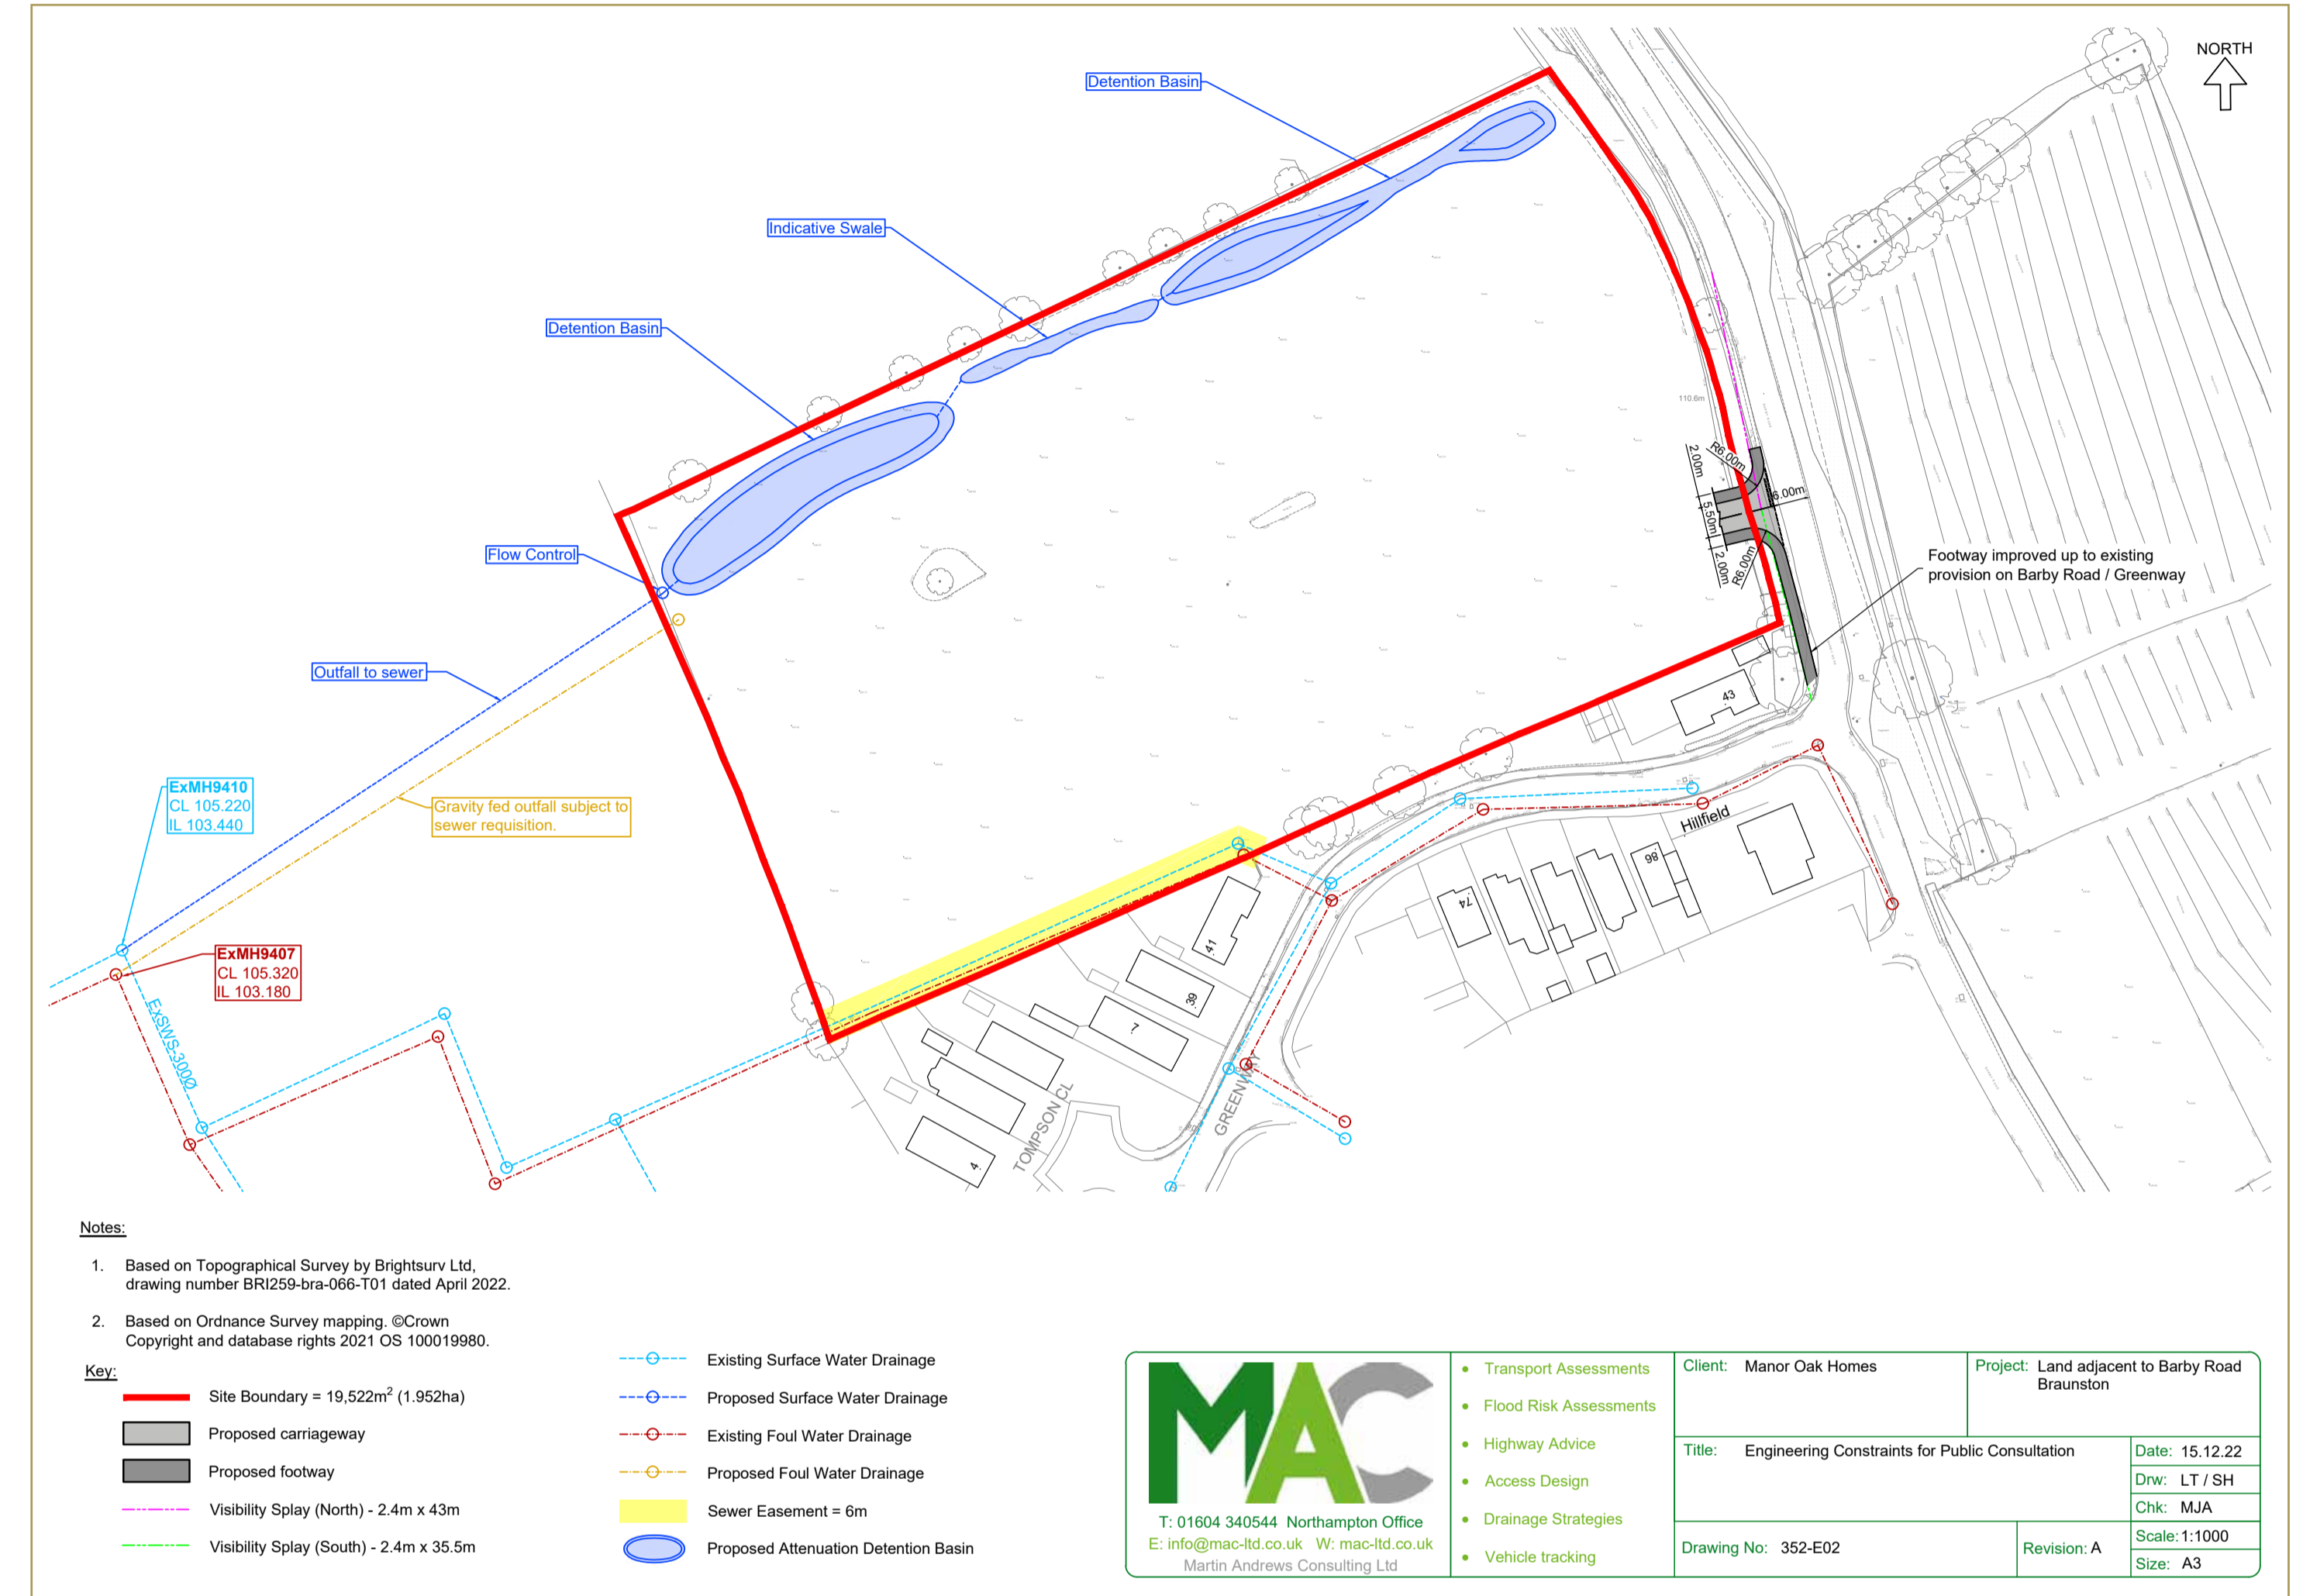 NORTH
Detention Basin
Indicative Swale
Detention Basin
110.6m
R6.00m
2.00m
6.00m
5.50m
2.00m
R6.00m
Flow Control
Footway improved up to existing
provision on Barby Road / Greenway
Outfall to sewer
43
ExMH9410
CL 105.220
IL 103.440
Gravity fed outfall subject to
sewer requisition.
Hillfield
98
74
41
39
7
4
ExMH9407
CL 105.320
IL 103.180
ExSWS-300Ø
GREENWAY
TOMPSON CL
Notes:
1. Based on Topographical Survey by Brightsurv Ltd,
drawing number BRI259-bra-066-T01 dated April 2022.
2. Based on Ordnance Survey mapping. ©Crown
Copyright and database rights 2021 OS 100019980.
Key:
Site Boundary = 19,522m² (1.952ha)
Proposed carriageway
Proposed footway
Visibility Splay (North) - 2.4m x 43m
Visibility Splay (South) - 2.4m x 35.5m
Existing Surface Water Drainage
Proposed Surface Water Drainage
Existing Foul Water Drainage
Proposed Foul Water Drainage
Sewer Easement = 6m
Proposed Attenuation Detention Basin
MAC
T: 01604 340544 Northampton Office
E: info@mac-ltd.co.uk W: mac-ltd.co.uk
Martin Andrews Consulting Ltd
• Transport Assessments
• Flood Risk Assessments
• Highway Advice
• Access Design
• Drainage Strategies
• Vehicle tracking
Client: Manor Oak Homes
Project: Land adjacent to Barby Road
Braunston
Title: Engineering Constraints for Public Consultation
Date: 15.12.22
Drw: LT / SH
Chk: MJA
Drawing No: 352-E02
Revision: A
Scale: 1:1000
Size: A3